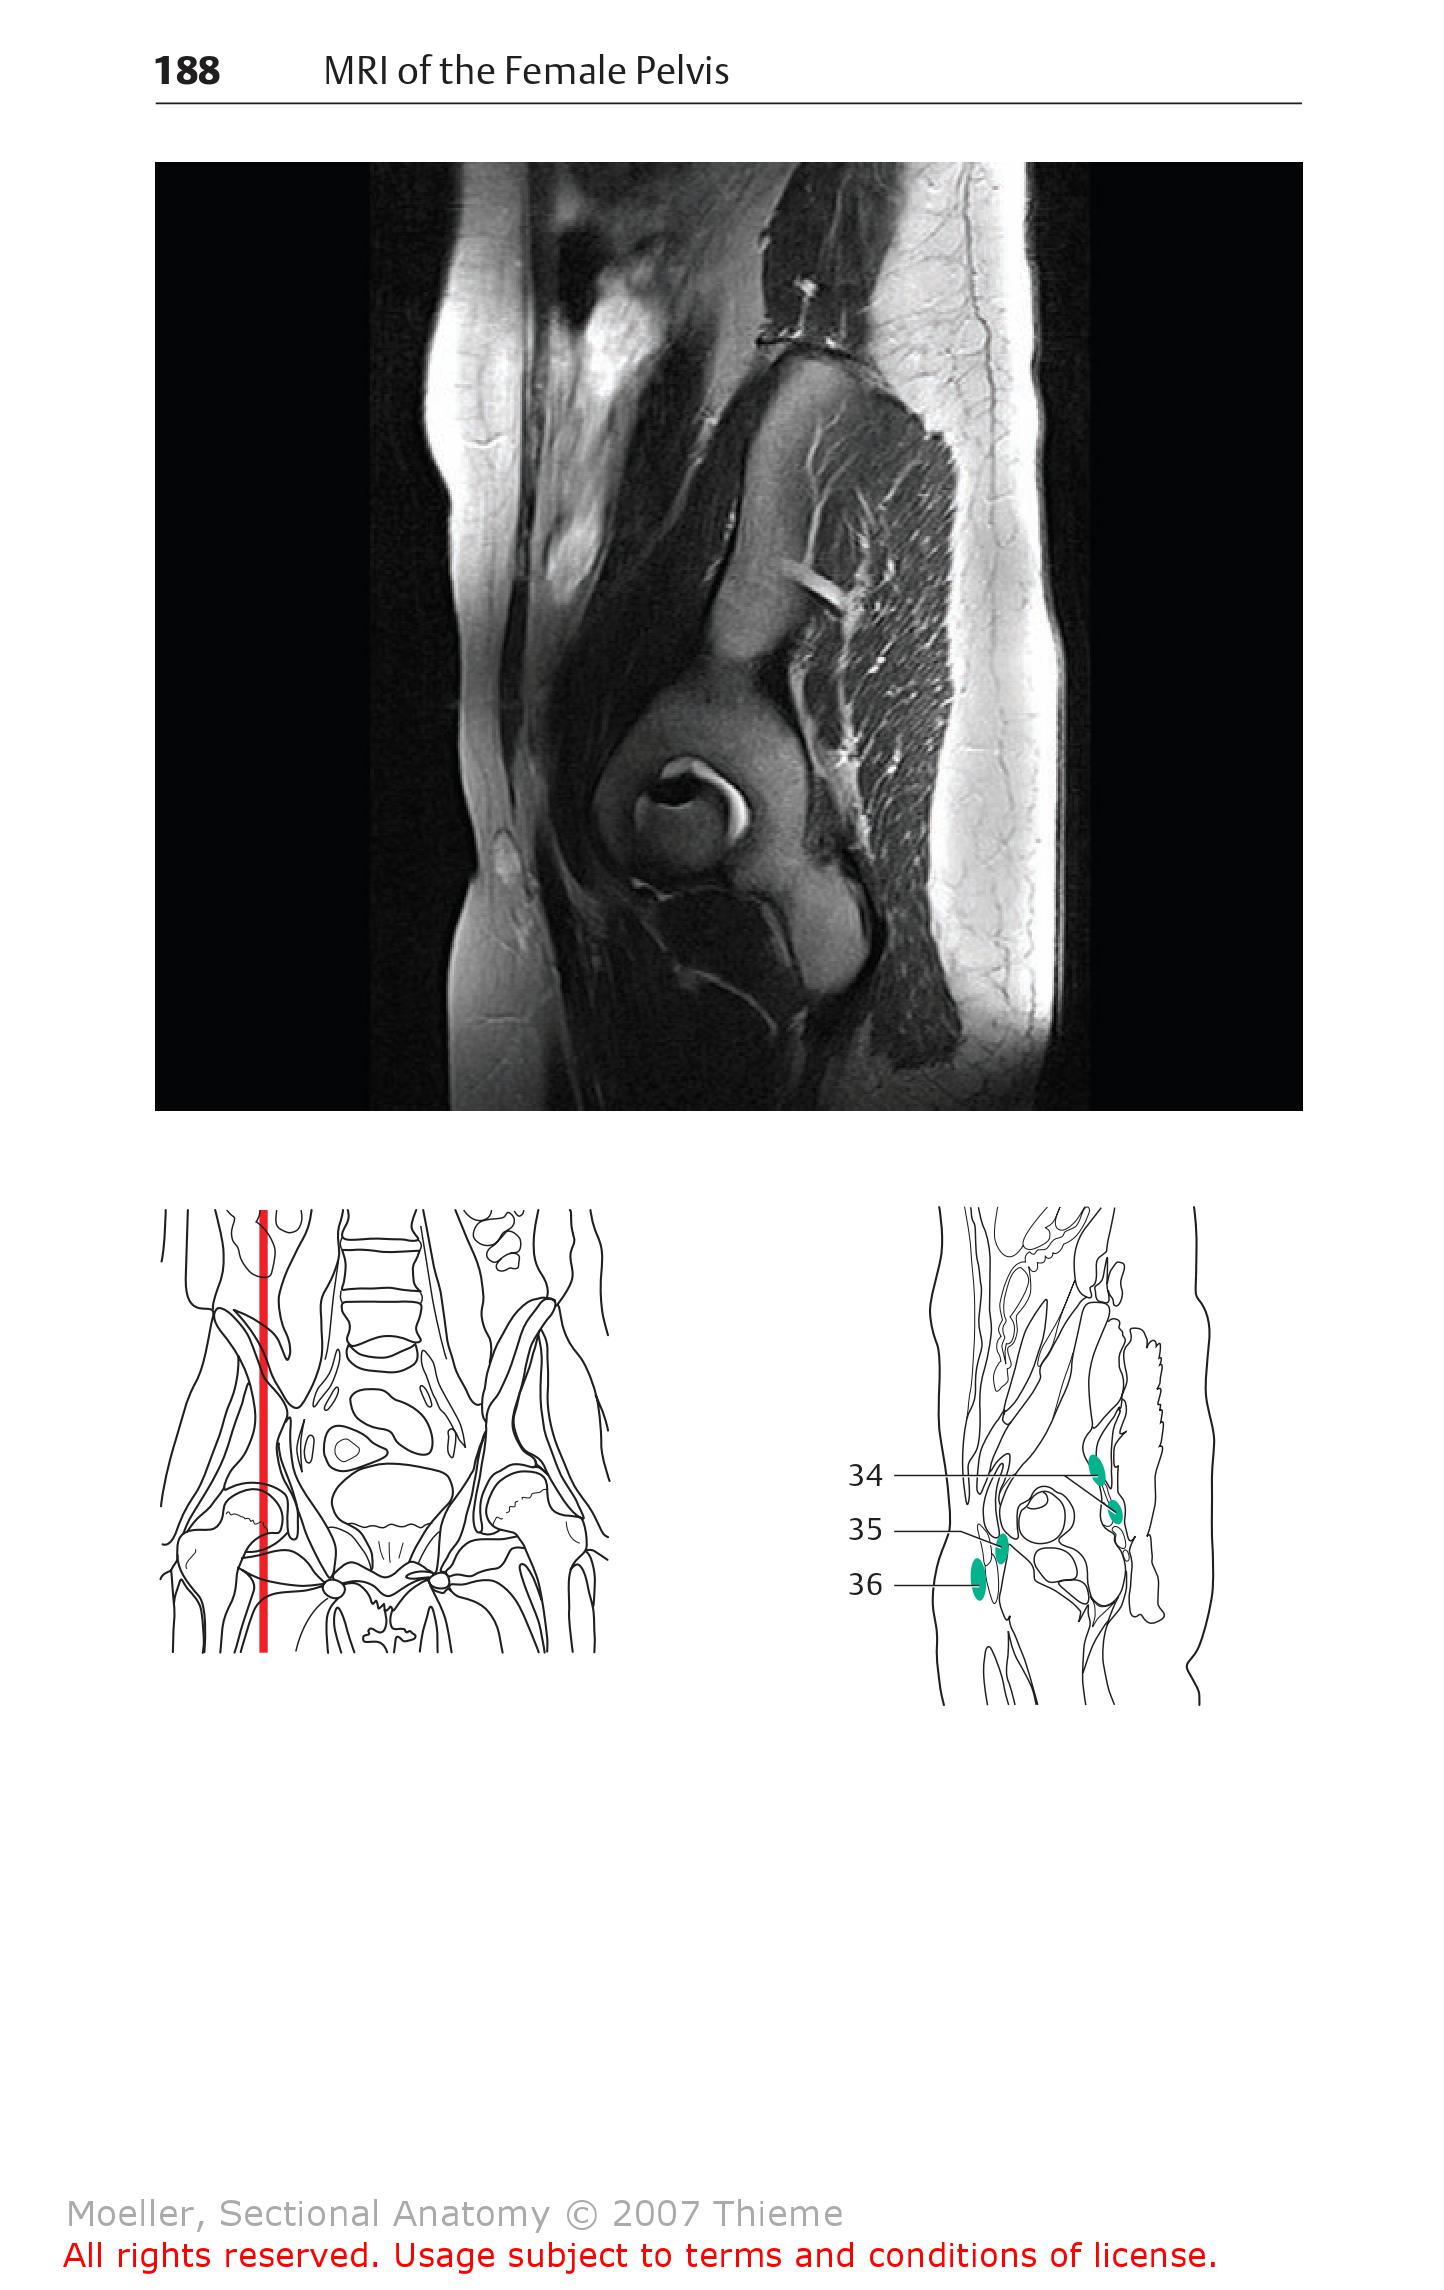 188 MRI of the Female Pelvis
34
35
36
Moeller, Sectional Anatomy © 2007 Thieme
All rights reserved. Usage subject to terms and conditions of license.